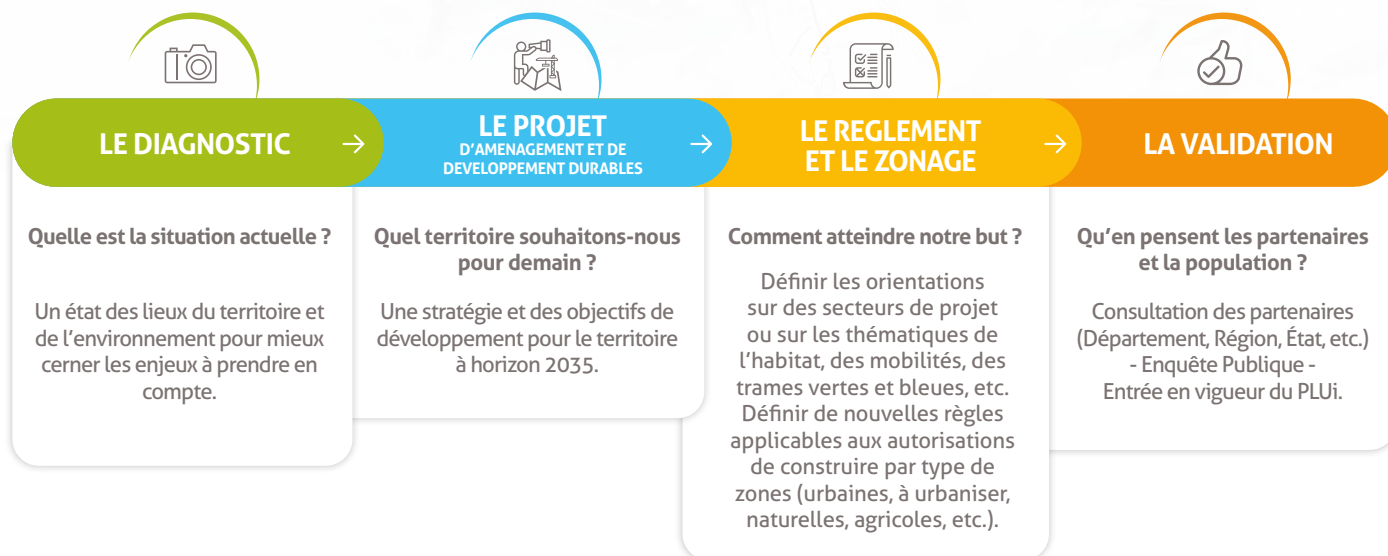 LE DIAGNOSTIC
Quelle est la situation actuelle ?
Un état des lieux du territoire et
de l'environnement pour mieux
cerner les enjeux à prendre en
compte.
LE PROJET
D'AMENAGEMENT ET DE
DEVELOPPEMENT DURABLES
Quel territoire souhaitons-nous
pour demain ?
Une stratégie et des objectifs de
développement pour le territoire
à horizon 2035.
LE REGLEMENT
ET LE ZONAGE
Comment atteindre notre but ?
Définir les orientations
sur des secteurs de projet
ou sur les thématiques de
l'habitat, des mobilités, des
trames vertes et bleues, etc.
Définir de nouvelles règles
applicables aux autorisations
de construire par type de
zones (urbaines, à urbaniser,
naturelles, agricoles, etc.).
LA VALIDATION
Qu'en pensent les partenaires
et la population ?
Consultation des partenaires
(Département, Région, État, etc.)
- Enquête Publique -
Entrée en vigueur du PLUi.